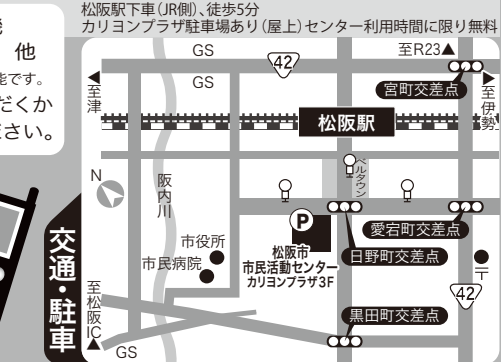 松阪駅下車(JR側)、徒歩5分
カリヨンプラザ駐車場あり(屋上)センター利用時間に限り無料
他
能です。
だくか
ださい。
交通・駐車
GS
GS
42
至R23▲
宮町交差点
◀至津
▶至伊勢
松阪駅
N
阪内川
ベルタウン
P
愛宕町交差点
日野町交差点
市役所
市民病院
松阪市
市民活動センター
カリヨンプラザ3F
〒
42
黒田町交差点
至松阪IC▲
GS